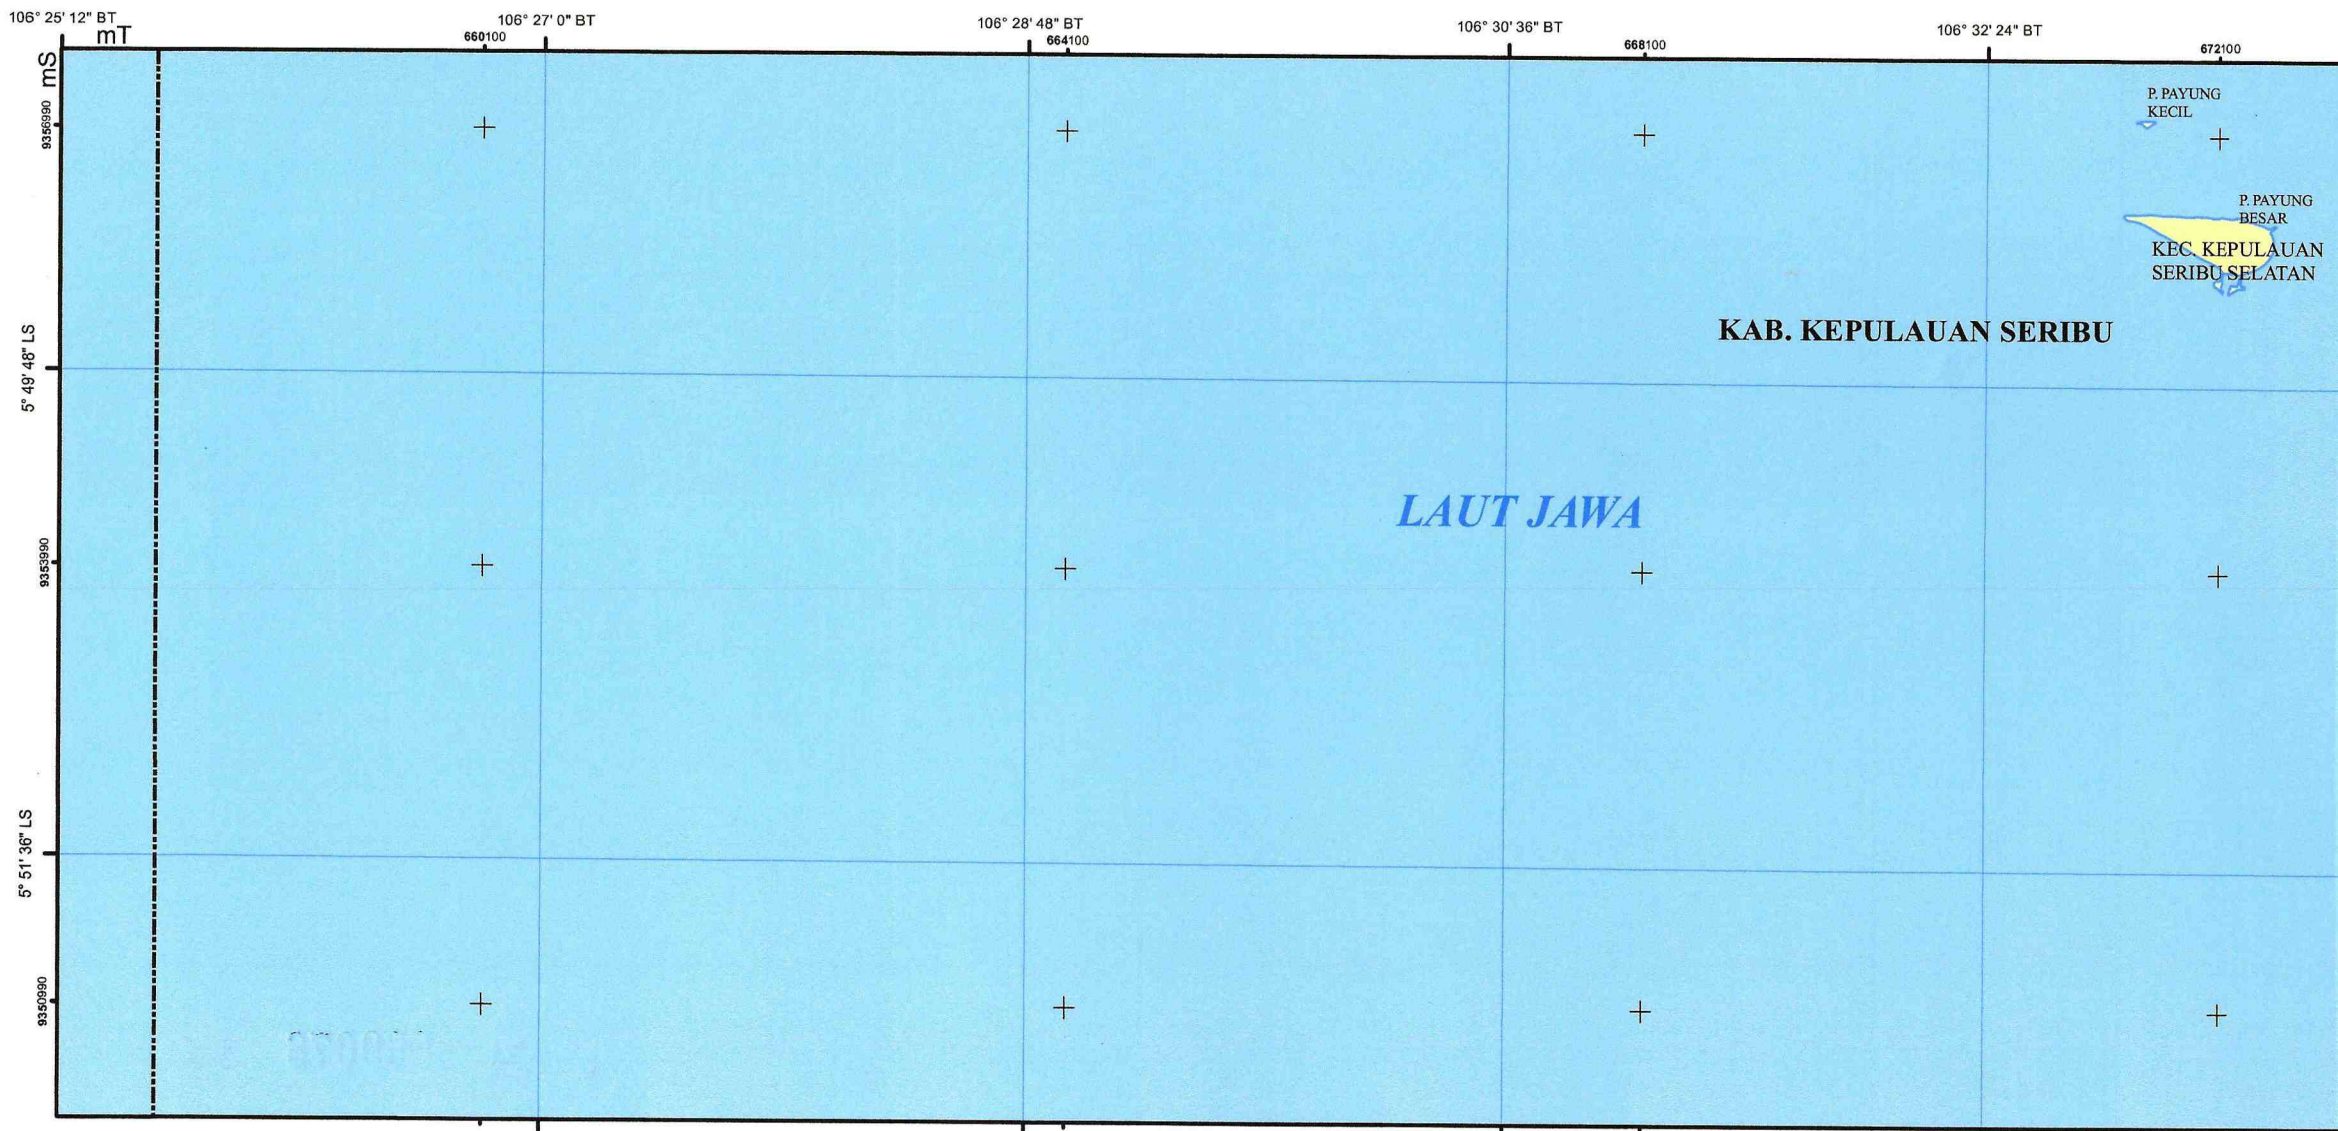 106° 25' 12" BT
106° 27' 0" BT
106° 28' 48" BT
106° 30' 36" BT
106° 32' 24" BT
mT
660100
664100
668100
672100
mS
9356990
P. PAYUNG
KECIL
P. PAYUNG
BESAR
KEC. KEPULAUAN
SERIBU SELATAN
KAB. KEPULAUAN SERIBU
5° 49' 48" LS
LAUT JAWA
9353990
5° 51' 36" LS
9350990